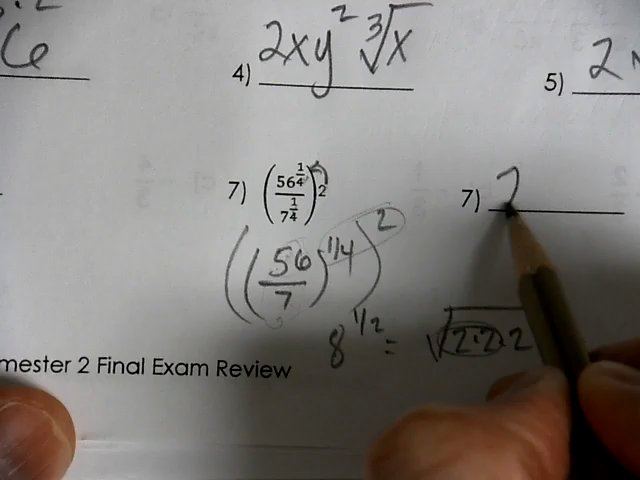 6
4) 2xy² ∛x
5) 2
7) (56^(1/4) / 7^(1/4))²
7) 2
((56/7)^(1/4))²
8^(1/2) = √(2·2·2
mester 2 Final Exam Review